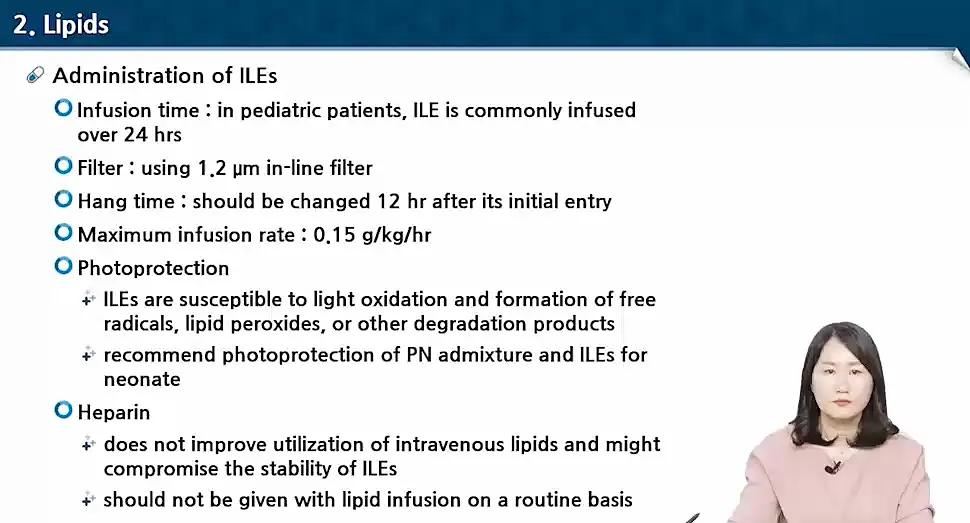 2. Lipids
Administration of ILEs
Infusion time : in pediatric patients, ILE is commonly infused
over 24 hrs
Filter : using 1.2 μm in-line filter
Hang time : should be changed 12 hr after its initial entry
Maximum infusion rate : 0.15 g/kg/hr
Photoprotection
ILEs are susceptible to light oxidation and formation of free
radicals, lipid peroxides, or other degradation products
recommend photoprotection of PN admixture and ILEs for
neonate
Heparin
does not improve utilization of intravenous lipids and might
compromise the stability of ILEs
should not be given with lipid infusion on a routine basis